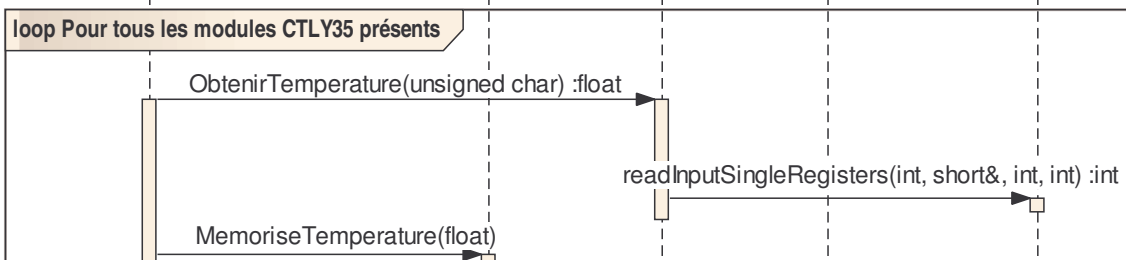 loop Pour tous les modules CTLY35 présents
ObtenirTemperature(unsigned char) :float
readInputSingleRegisters(int, short&, int, int) :int
MemoriseTemperature(float)